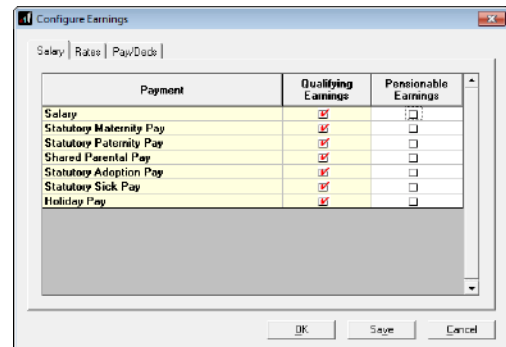 Configure Earnings
Salary Rates Pay/Deds
Payment Qualifying Earnings Pensionable Earnings
Salary
Statutory Maternity Pay
Statutory Paternity Pay
Shared Parental Pay
Statutory Adoption Pay
Statutory Sick Pay
Holiday Pay
OK Save Cancel